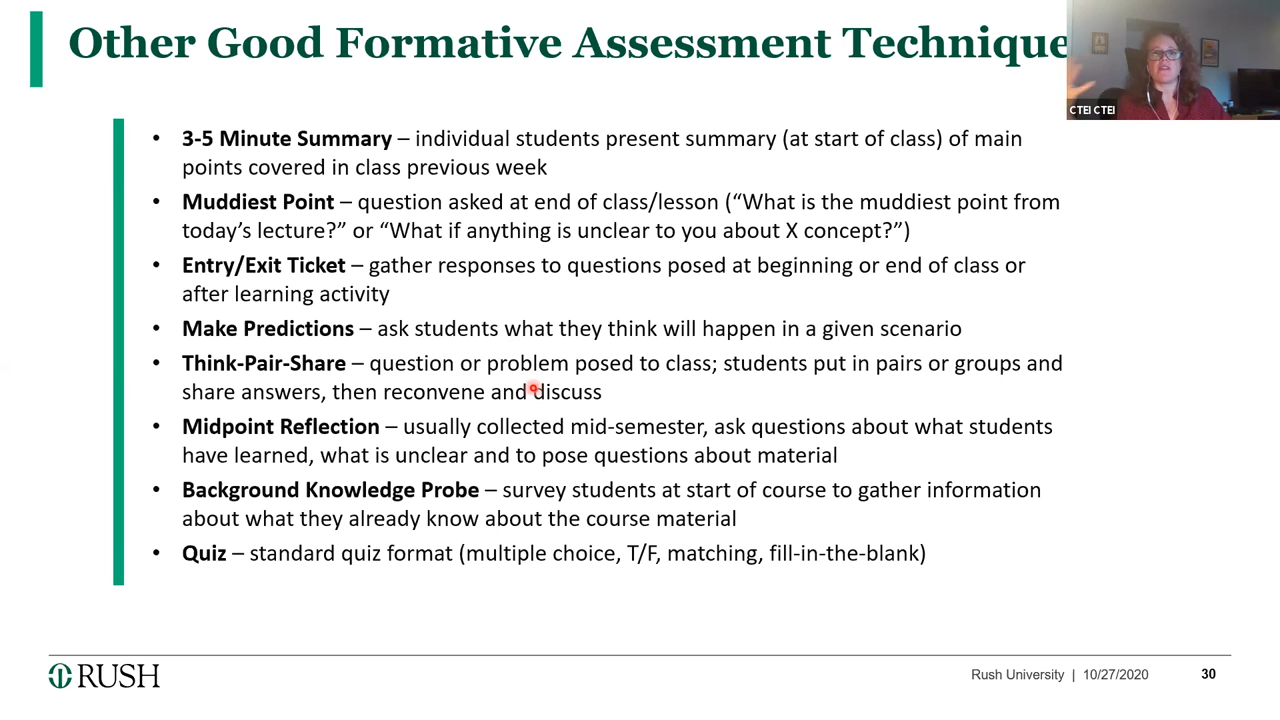 Other Good Formative Assessment Technique
CTEI CTEI
• 3-5 Minute Summary – individual students present summary (at start of class) of main
points covered in class previous week
• Muddiest Point – question asked at end of class/lesson (“What is the muddiest point from
today’s lecture?” or “What if anything is unclear to you about X concept?”)
• Entry/Exit Ticket – gather responses to questions posed at beginning or end of class or
after learning activity
• Make Predictions – ask students what they think will happen in a given scenario
• Think-Pair-Share – question or problem posed to class; students put in pairs or groups and
share answers, then reconvene and discuss
• Midpoint Reflection – usually collected mid-semester, ask questions about what students
have learned, what is unclear and to pose questions about material
• Background Knowledge Probe – survey students at start of course to gather information
about what they already know about the course material
• Quiz – standard quiz format (multiple choice, T/F, matching, fill-in-the-blank)
RUSH
Rush University | 10/27/2020 30